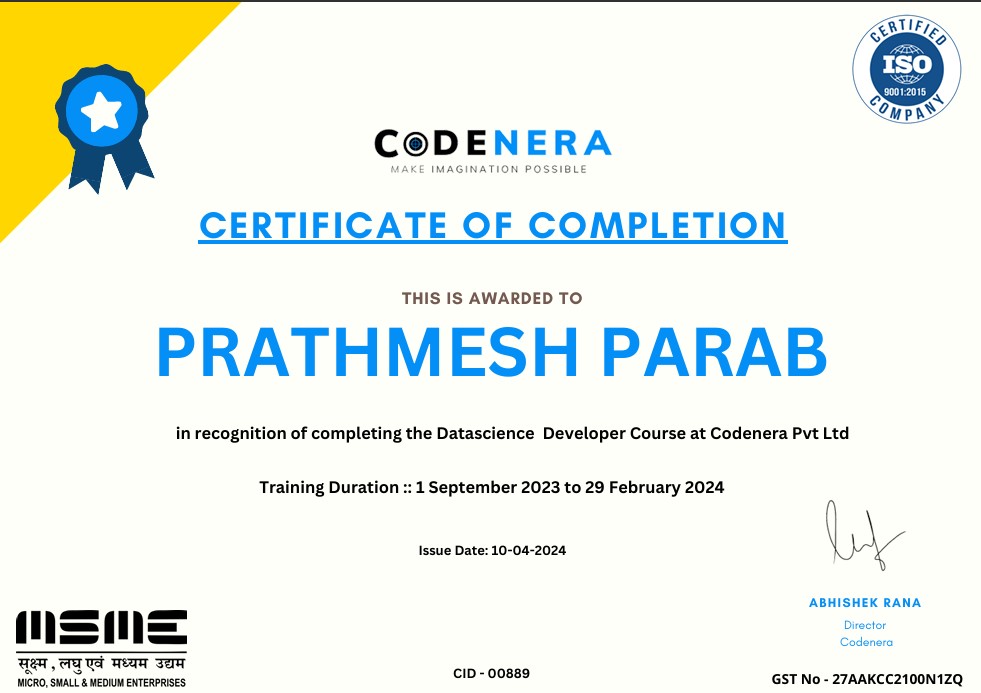 CERTIFIED
ISO
9001:2015
COMPANY
CODENERA
MAKE IMAGINATION POSSIBLE
CERTIFICATE OF COMPLETION
THIS IS AWARDED TO
PRATHMESH PARAB
in recognition of completing the Datascience Developer Course at Codenera Pvt Ltd
Training Duration :: 1 September 2023 to 29 February 2024
Issue Date: 10-04-2024
ABHISHEK RANA
Director
Codenera
MSME
सूक्ष्म, लघु एवं मध्यम उद्यम
MICRO, SMALL & MEDIUM ENTERPRISES
CID - 00889
GST No - 27AAKCC2100N1ZQ